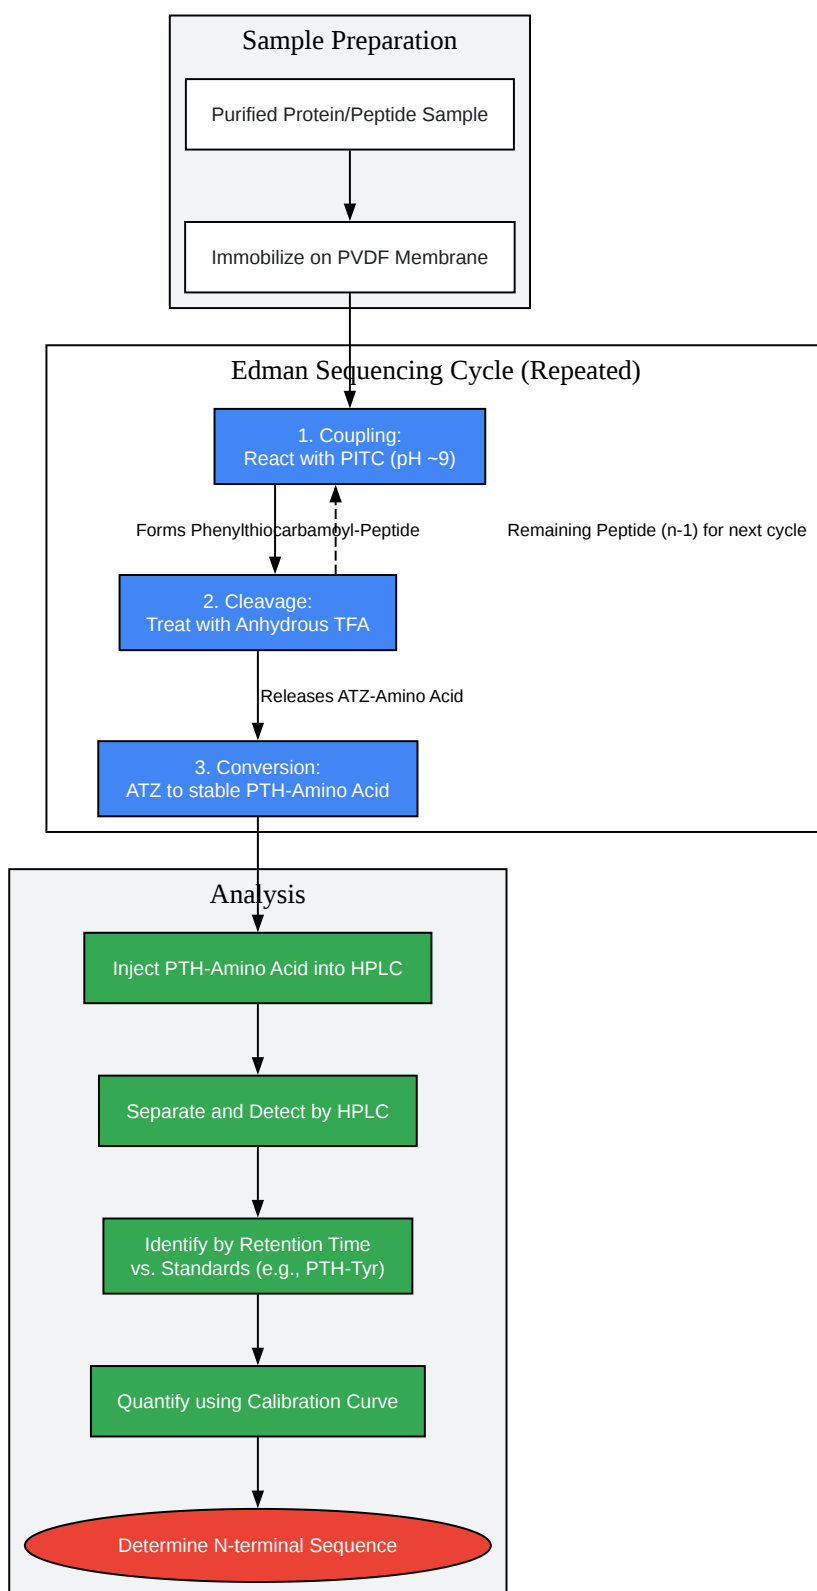 Sample Preparation
Purified Protein/Peptide Sample
Immobilize on PVDF Membrane
Edman Sequencing Cycle (Repeated)
1. Coupling:
React with PITC (pH ~9)
Forms Phenylthiocarbamoyl-Peptide
Remaining Peptide (n-1) for next cycle
2. Cleavage:
Treat with Anhydrous TFA
Releases ATZ-Amino Acid
3. Conversion:
ATZ to stable PTH-Amino Acid
Analysis
Inject PTH-Amino Acid into HPLC
Separate and Detect by HPLC
Identify by Retention Time
vs. Standards (e.g., PTH-Tyr)
Quantify using Calibration Curve
Determine N-terminal Sequence